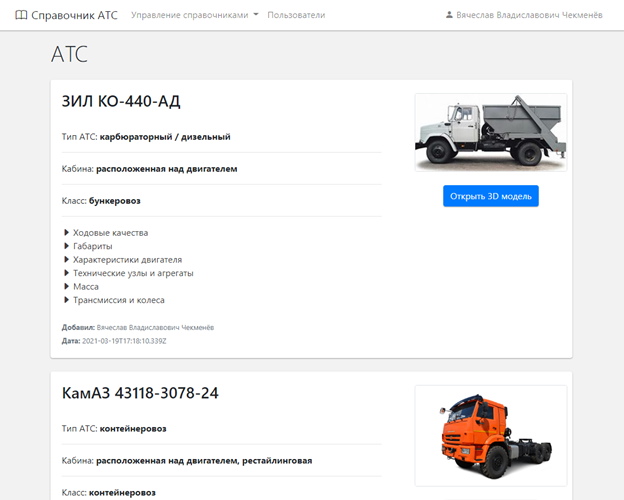 Справочник АТС Управление справочниками Пользователи Вячеслав Владиславович Чекменёв
АТС
ЗИЛ КО-440-АД
Тип АТС: карбюраторный / дизельный
Кабина: расположенная над двигателем
Класс: бункеровоз
Открыть 3D модель
Ходовые качества
Габариты
Характеристики двигателя
Технические узлы и агрегаты
Масса
Трансмиссия и колеса
Добавил: Вячеслав Владиславович Чекменёв
Дата: 2021-03-19T17:18:10.339Z
КамАЗ 43118-3078-24
Тип АТС: контейнеровоз
Кабина: расположенная над двигателем, рестайлинговая
Класс: контейнеровоз